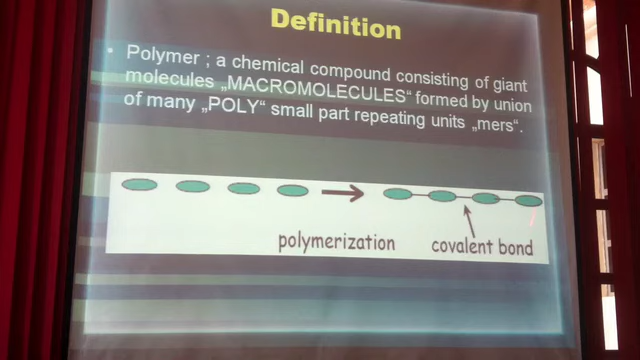 Definition
Polymer ; a chemical compound consisting of giant
molecules „MACROMOLECULES“ formed by union
of many „POLY“ small part repeating units „mers“.
polymerization covalent bond